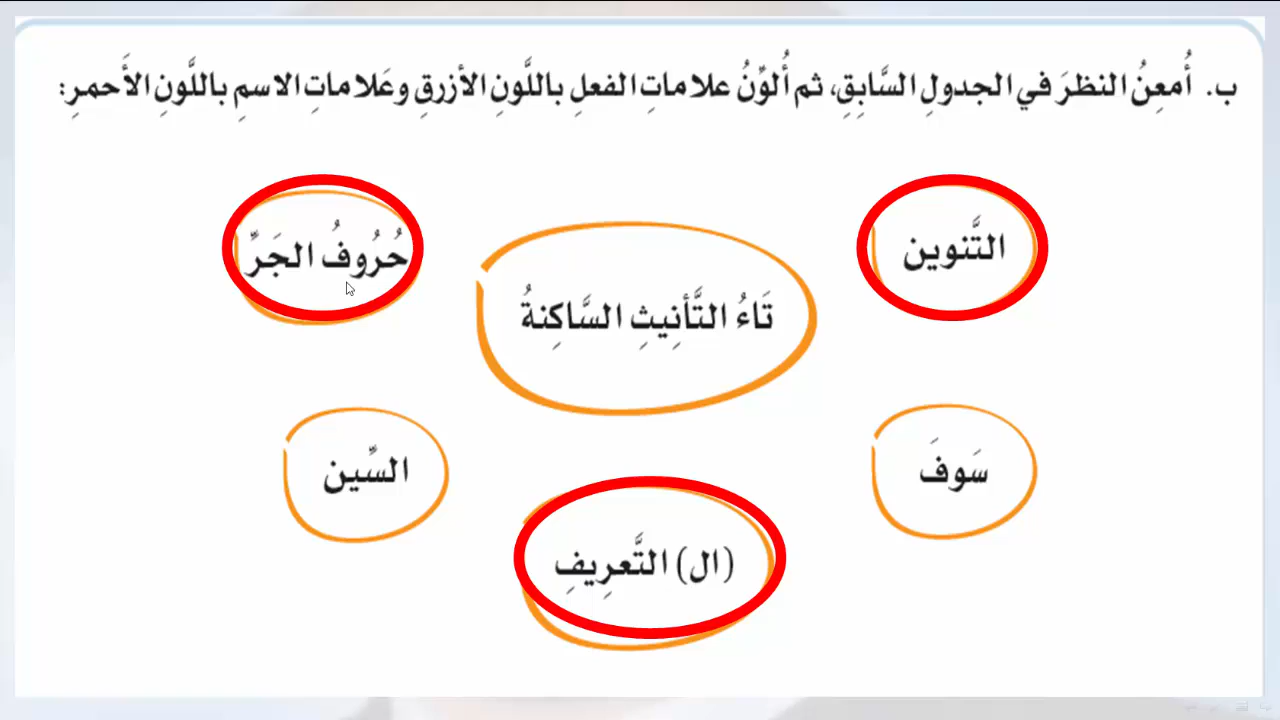 ب. أُمعِنُ النظرَ في الجدولِ السَّابِقِ، ثم أُلوِّنُ علاماتِ الفعلِ باللَّونِ الأزرقِ وعَلاماتِ الاسمِ باللَّونِ الأَحمرِ:
التَّنوين
حُرُوفُ الجَرِّ
تَاءُ التَّأنِيثِ السَّاكِنةُ
سَوفَ
السِّين
(ال) التَّعرِيفِ